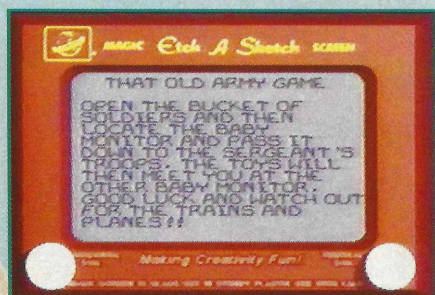 MAGIC Etch A Sketch SCREEN
THAT OLD ARMY GAME
OPEN THE BUCKET OF
SOLDIERS AND THEN
LOCATE THE BABY
MONITOR AND PASS IT
DOWN TO THE SERGEANT'S
TROOPS. THE TOYS WILL
THEN MEET YOU AT THE
OTHER BABY MONITOR.
GOOD LUCK AND WATCH OUT
FOR THE TRAINS AND
PLANES!!
Making Creativity Fun!